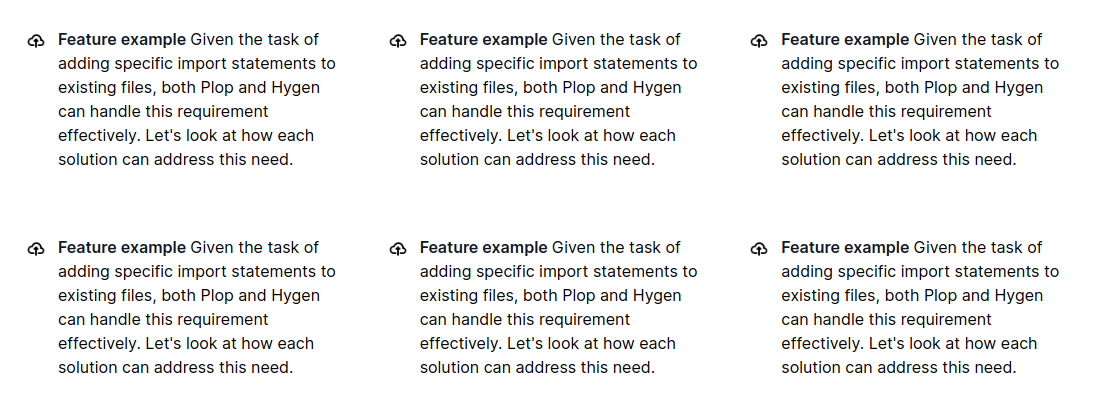 Feature example Given the task of
adding specific import statements to
existing files, both Plop and Hygen
can handle this requirement
effectively. Let's look at how each
solution can address this need.
Feature example Given the task of
adding specific import statements to
existing files, both Plop and Hygen
can handle this requirement
effectively. Let's look at how each
solution can address this need.
Feature example Given the task of
adding specific import statements to
existing files, both Plop and Hygen
can handle this requirement
effectively. Let's look at how each
solution can address this need.
Feature example Given the task of
adding specific import statements to
existing files, both Plop and Hygen
can handle this requirement
effectively. Let's look at how each
solution can address this need.
Feature example Given the task of
adding specific import statements to
existing files, both Plop and Hygen
can handle this requirement
effectively. Let's look at how each
solution can address this need.
Feature example Given the task of
adding specific import statements to
existing files, both Plop and Hygen
can handle this requirement
effectively. Let's look at how each
solution can address this need.